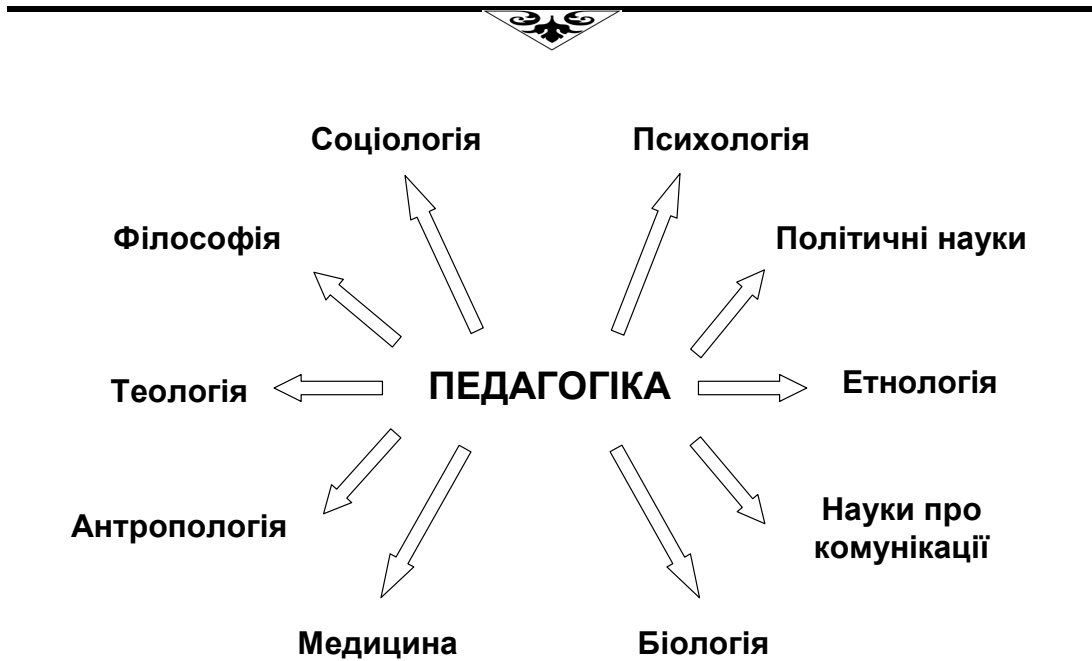 Соціологія
Психологія
Філософія
Політичні науки
ПЕДАГОГІКА
Теологія
Етнологія
Антропологія
Науки про
комунікації
Медицина
Біологія